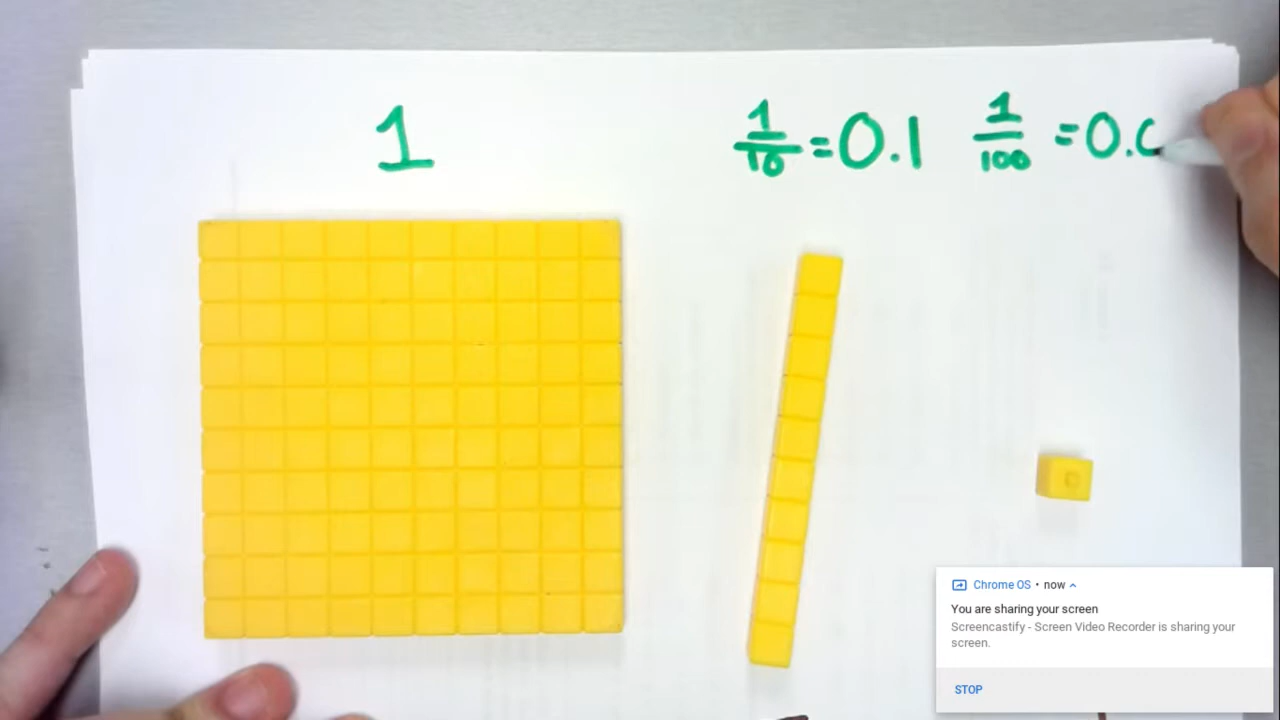 1
1/10 = 0.1
1/100 = 0.0
Chrome OS • now
You are sharing your screen
Screencastify - Screen Video Recorder is sharing your
screen.
STOP